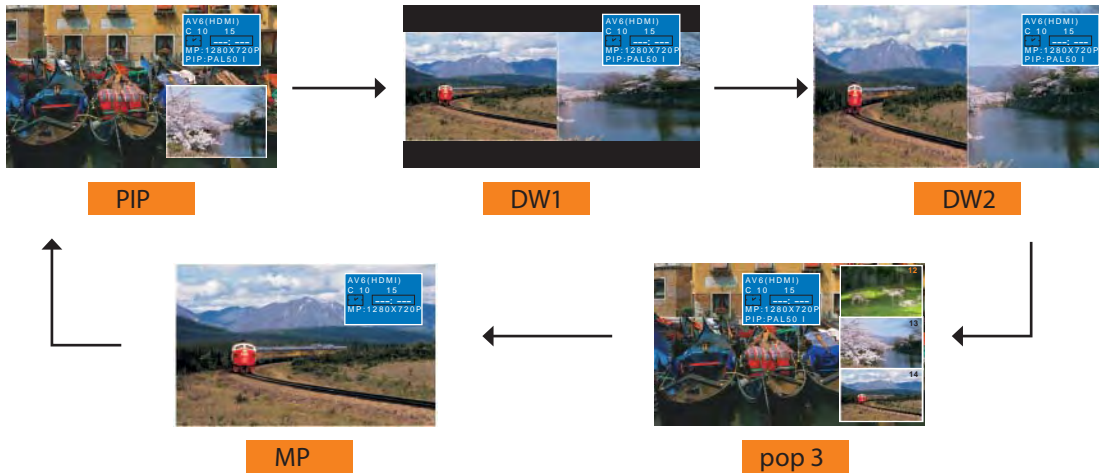 AV6(HDMI)
C 10 15
---: ---
MP:1280X720P
PIP:PAL50 I
PIP
AV6(HDMI)
C 10 15
---: ---
MP:1280X720P
PIP:PAL50 I
DW1
AV6(HDMI)
C 10 15
---: ---
MP:1280X720P
PIP:PAL50 I
DW2
AV6(HDMI)
C 10 15
---: ---
MP:1280X720P
MP
AV6(HDMI)
C 10 15
---: ---
MP:1280X720P
PIP:PAL50 I
12
13
14
pop 3